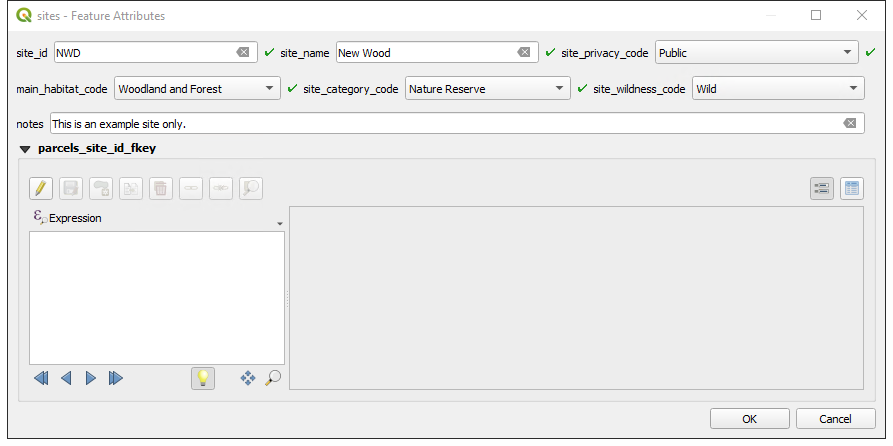 sites - Feature Attributes
site_id NWD site_name New Wood site_privacy_code Public
main_habitat_code Woodland and Forest site_category_code Nature Reserve site_wildness_code Wild
notes This is an example site only.
parcels_site_id_fkey
Expression
OK Cancel